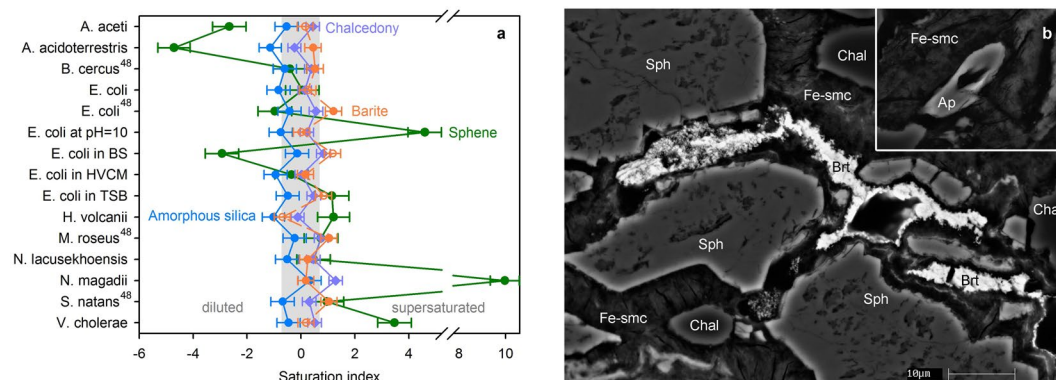 a
A. aceti
A. acidoterrestris
B. cercus48
E. coli
E. coli48
E. coli at pH=10
E. coli in BS
E. coli in HVCM
E. coli in TSB
H. volcanii
M. roseus48
N. lacusekhoensis
N. magadii
S. natans48
V. cholerae
Chalcedony
Barite
Sphene
Amorphous silica
diluted
supersaturated
-6 -4 -2 0 2 4 8 10
Saturation index
b
Fe-smc
Ap
Sph
Chal
Fe-smc
Brt
Cha
Sph
Brt
Sph
Fe-smc
Chal
10µm